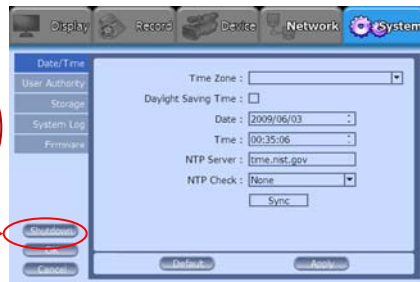 Display Record Device Network System
Date/Time
User Authority
Storage
System Log
Firmware
Time Zone :
Daylight Saving Time :
Date : 2009/06/03
Time : 00:35:06
NTP Server : time.nist.gov
NTP Check : None
Sync
Shutdown
OK
Cancel
Default Apply